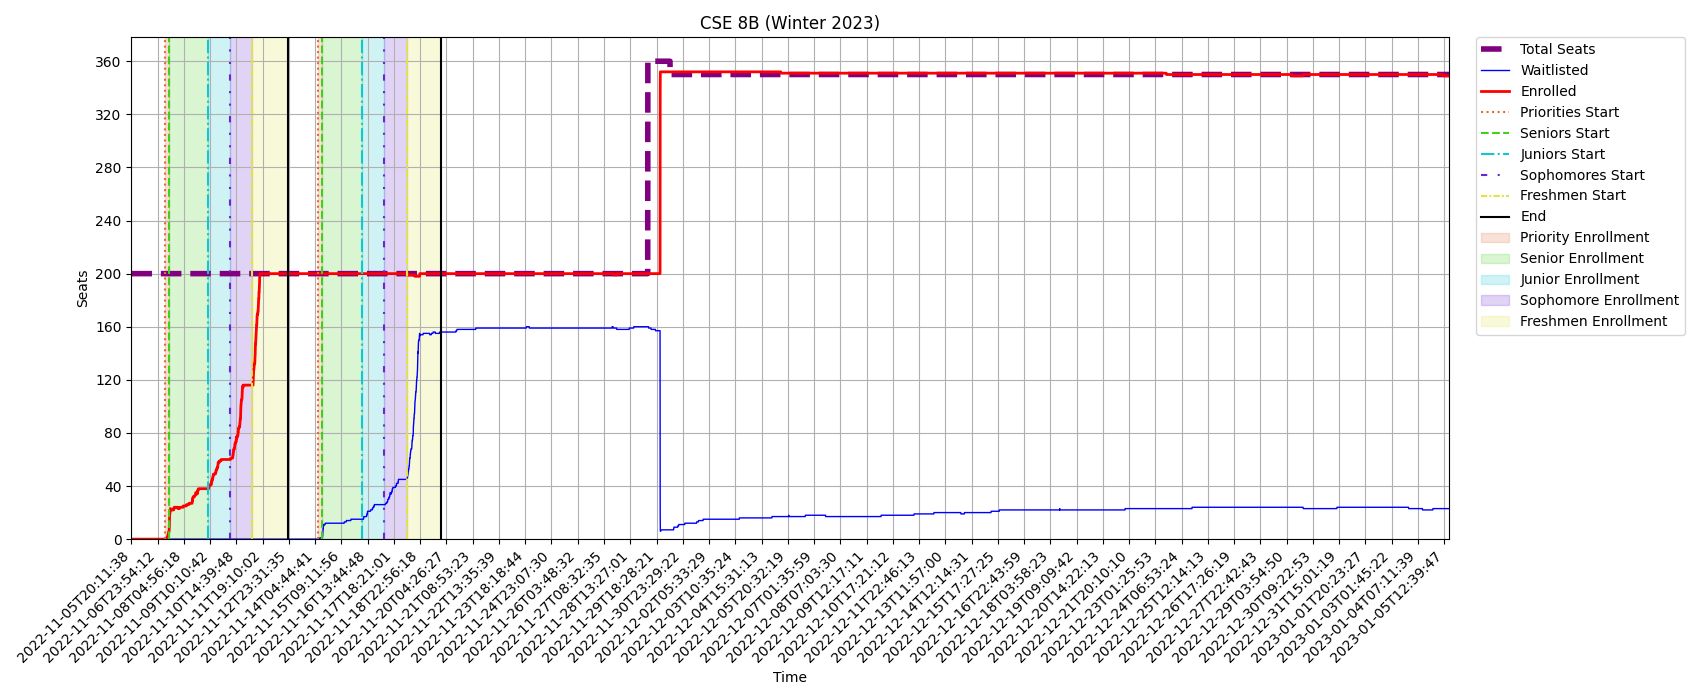 CSE 8B (Winter 2023)
Seats
360
320
280
240
200
160
120
80
40
0
2022-11-05T20:11:38
2022-11-06T23:54:12
2022-11-08T04:56:18
2022-11-09T10:10:42
2022-11-10T14:39:48
2022-11-11T19:10:02
2022-11-12T23:31:35
2022-11-14T04:44:41
2022-11-15T09:11:56
2022-11-16T13:44:48
2022-11-17T18:21:01
2022-11-18T22:56:18
2022-11-20T04:26:27
2022-11-21T08:53:23
2022-11-22T13:35:39
2022-11-23T18:18:44
2022-11-24T23:07:30
2022-11-26T03:48:32
2022-11-27T08:32:35
2022-11-28T13:27:01
2022-11-29T18:28:21
2022-11-30T23:29:22
2022-12-02T05:33:29
2022-12-03T10:35:24
2022-12-04T15:31:13
2022-12-05T20:32:19
2022-12-07T01:35:59
2022-12-08T07:03:30
2022-12-09T12:17:11
2022-12-10T17:21:12
2022-12-11T22:46:13
2022-12-13T11:57:00
2022-12-14T12:14:31
2022-12-15T17:27:25
2022-12-16T22:43:59
2022-12-18T03:58:23
2022-12-19T09:09:42
2022-12-20T14:22:13
2022-12-21T20:10:10
2022-12-23T01:25:53
2022-12-24T06:53:24
2022-12-25T12:14:13
2022-12-26T17:26:19
2022-12-27T22:42:43
2022-12-29T03:54:50
2022-12-30T09:22:53
2022-12-31T15:01:19
2023-01-01T20:23:27
2023-01-03T01:45:22
2023-01-04T07:11:39
2023-01-05T12:39:47
Time
Total Seats
Waitlisted
Enrolled
Priorities Start
Seniors Start
Juniors Start
Sophomores Start
Freshmen Start
End
Priority Enrollment
Senior Enrollment
Junior Enrollment
Sophomore Enrollment
Freshmen Enrollment